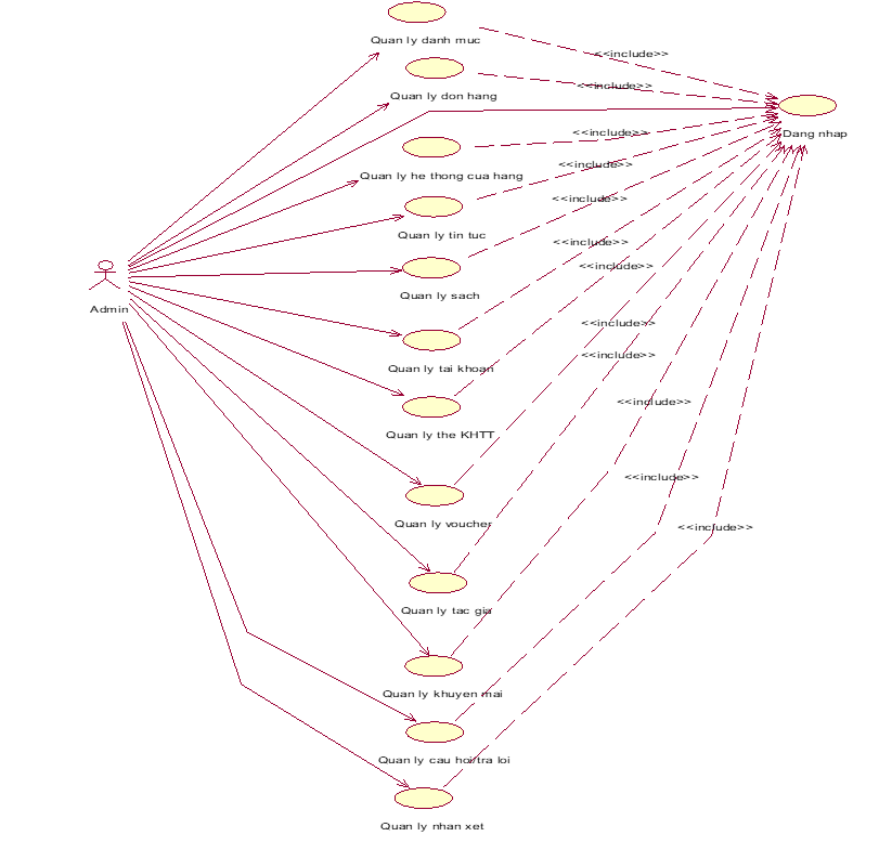 Quan ly danh muc
<<include>>
Quan ly don hang
<<include>>
Dang nhap
<<include>>
Quan ly he thong cua hang
<<include>>
Quan ly tin tuc
<<include>>
Quan ly sach
<<include>>
<<include>>
Admin
Quan ly tai khoan
<<include>>
<<include>>
Quan ly the KHTT
<<include>>
Quan ly voucher
<<include>>
<<include>>
Quan ly tac gia
Quan ly khuyen mai
Quan ly cau hoi/tra loi
Quan ly nhan xet